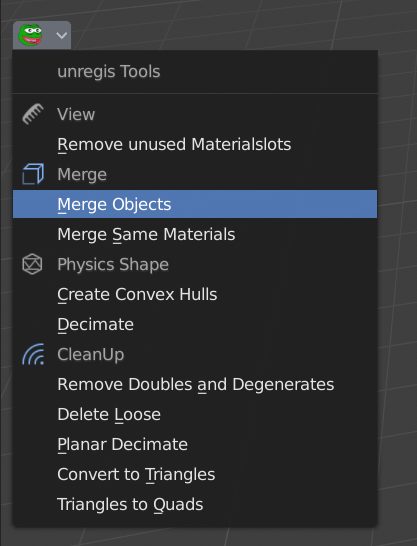 unregis Tools
View
Remove unused Materialslots
Merge
Merge Objects
Merge Same Materials
Physics Shape
Create Convex Hulls
Decimate
CleanUp
Remove Doubles and Degenerates
Delete Loose
Planar Decimate
Convert to Triangles
Triangles to Quads